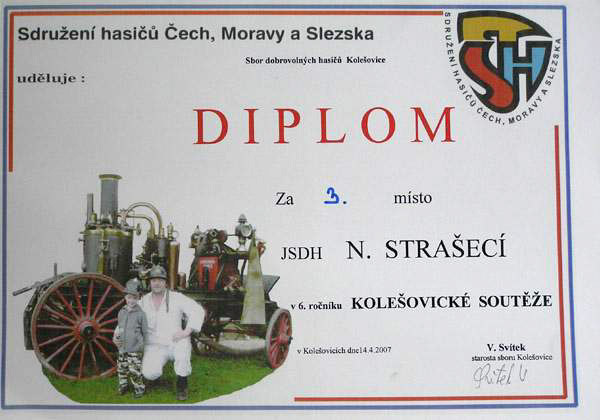 Sdružení hasičů Čech, Moravy a Slezska
Sbor dobrovolných hasičů Kolešovice
uděluje :
SDRUŽENÍ HASIČŮ ČECH, MORAVY A SLEZSKA
DIPLOM
Za 3. místo
JSDH N. STRAŠECÍ
v 6. ročníku KOLEŠOVICKÉ SOUTĚŽE
v Kolešovicích dne14.4.2007
V. Svítek
starosta sboru Kolešovice